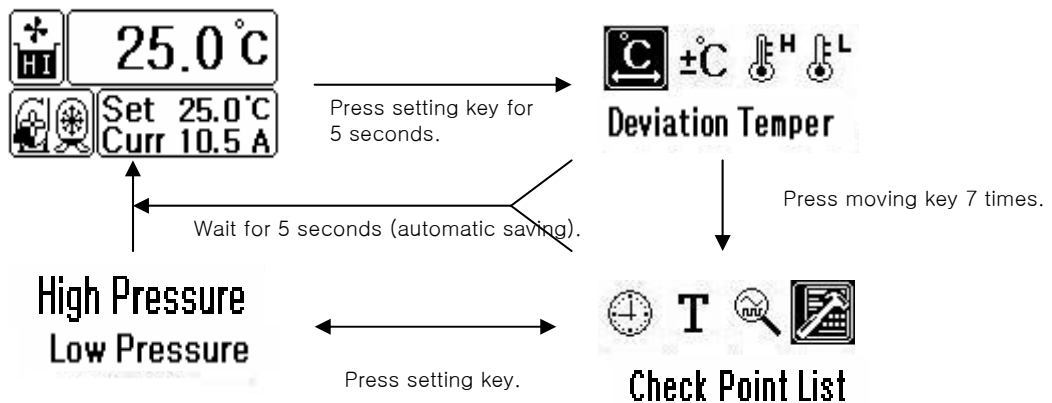 HI
25.0℃
Set 25.0℃
Curr 10.5 A
Press setting key for
5 seconds.
℃ ±℃ H L
Deviation Temper
Press moving key 7 times.
Wait for 5 seconds (automatic saving).
High Pressure
Low Pressure
Press setting key.
T
Check Point List